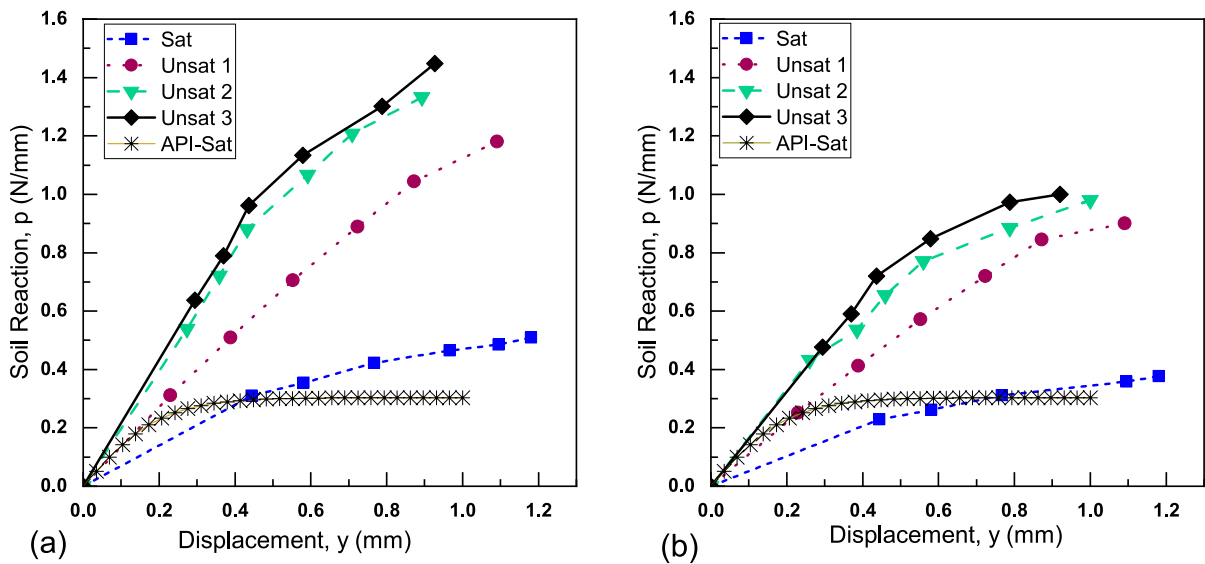 1.6
1.4
1.2
1.0
0.8
0.6
0.4
0.2
0.0
Soil Reaction, p (N/mm)
Sat
Unsat 1
Unsat 2
Unsat 3
API-Sat
0.0 0.2 0.4 0.6 0.8 1.0 1.2
Displacement, y (mm)
(a)
1.6
1.4
1.2
1.0
0.8
0.6
0.4
0.2
0.0
Soil Reaction, p (N/mm)
Sat
Unsat 1
Unsat 2
Unsat 3
API-Sat
0.0 0.2 0.4 0.6 0.8 1.0 1.2
Displacement, y (mm)
(b)